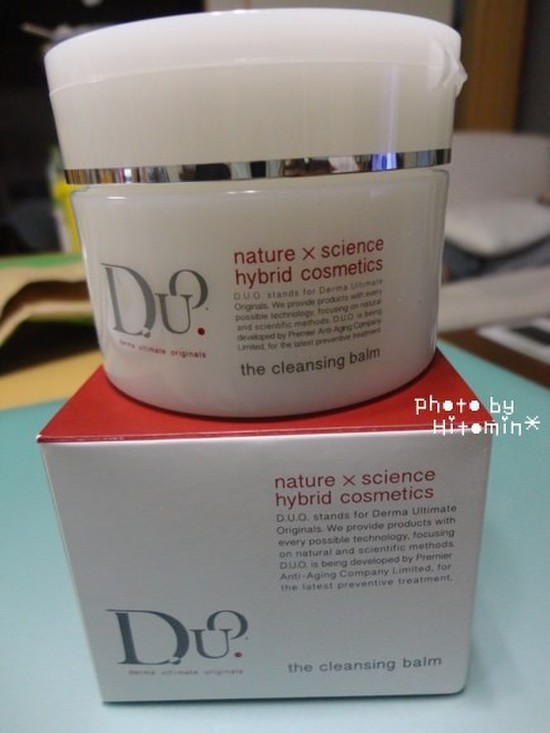 D.U.O.
derma ultimate originals
nature × science
hybrid cosmetics
D.U.O. stands for Derma Ultimate
Originals. We provide products with every
possible technology, focusing on natural
and scientific methods. D.U.O. is being
developed by Premier Anti-Aging Company
Limited, for the latest preventive treatment.
the cleansing balm
Photo by
Hitomin*
nature × science
hybrid cosmetics
D.U.O. stands for Derma Ultimate
Originals. We provide products with
every possible technology, focusing
on natural and scientific methods.
D.U.O. is being developed by Premier
Anti-Aging Company Limited, for
the latest preventive treatment.
D.U.O.
derma ultimate originals
the cleansing balm